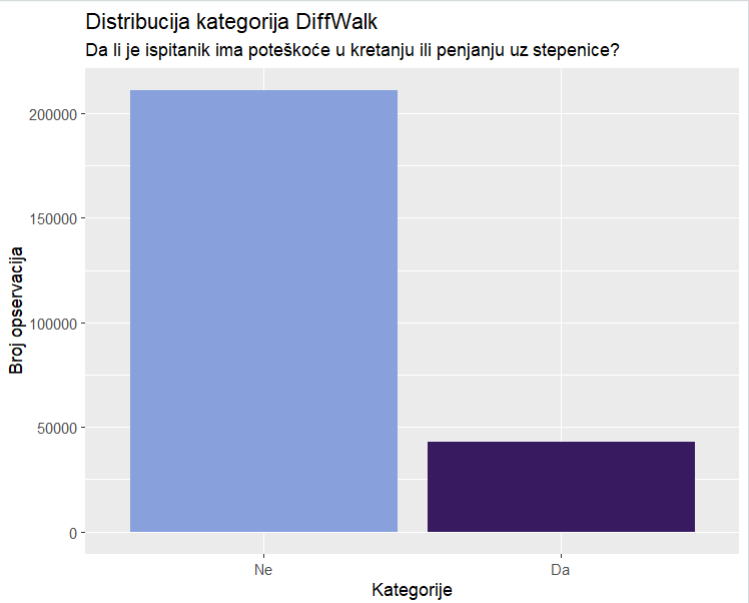 Distribucija kategorija DiffWalk
Da li je ispitanik ima poteškoće u kretanju ili penjanju uz stepenice?
Broj opservacija
200000
150000
100000
50000
0
Ne
Da
Kategorije